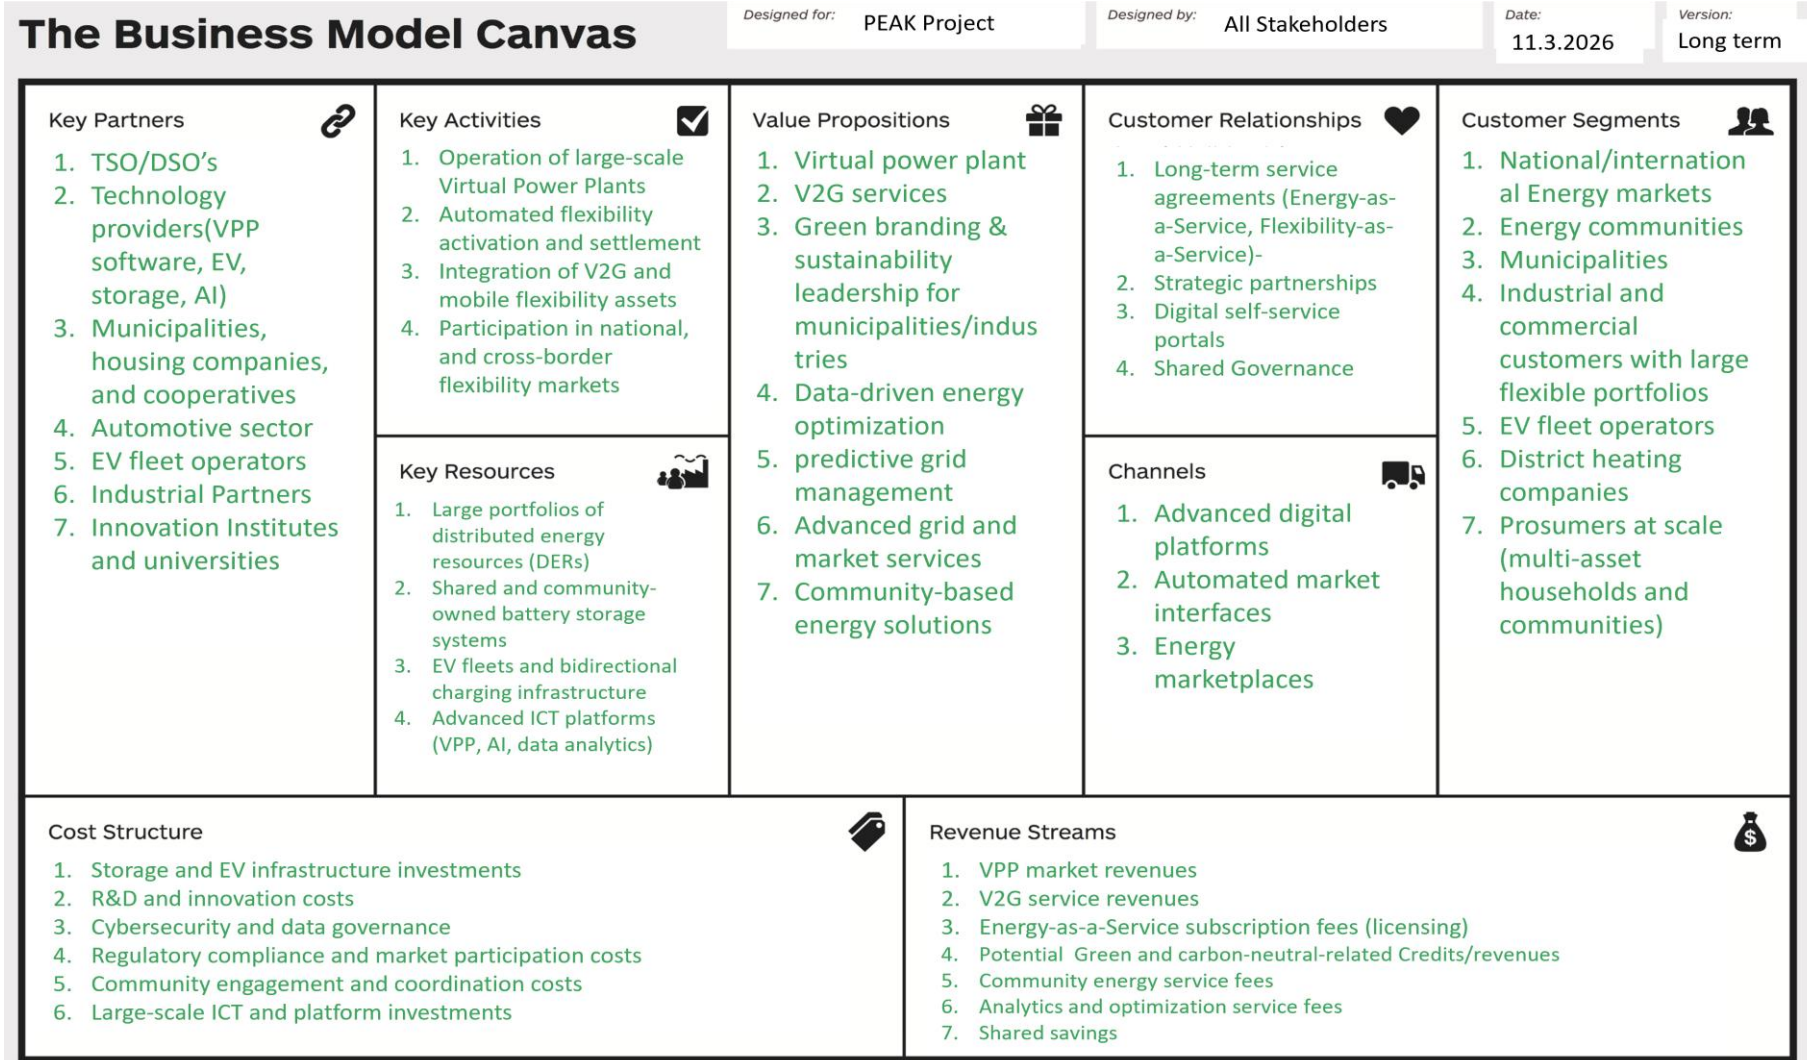 The Business Model Canvas
Designed for:
PEAK Project
Designed by:
All Stakeholders
Date:
11.3.2026
Version:
Long term
Key Partners
1. TSO/DSO's
2. Technology
providers(VPP
software, EV,
storage, AI)
3. Municipalities,
housing companies,
and cooperatives
4. Automotive sector
5. EV fleet operators
6. Industrial Partners
7. Innovation Institutes
and universities
Key Activities
1. Operation of large-scale
Virtual Power Plants
2. Automated flexibility
activation and settlement
3. Integration of V2G and
mobile flexibility assets
4. Participation in national,
and cross-border
flexibility markets
Key Resources
1. Large portfolios of
distributed energy
resources (DERs)
2. Shared and community-
owned battery storage
systems
3. EV fleets and bidirectional
charging infrastructure
4. Advanced ICT platforms
(VPP, AI, data analytics)
Value Propositions
1. Virtual power plant
2. V2G services
3. Green branding &
sustainability
leadership for
municipalities/indus
tries
4. Data-driven energy
optimization
5. predictive grid
management
6. Advanced grid and
market services
7. Community-based
energy solutions
Customer Relationships
1. Long-term service
agreements (Energy-as-
a-Service, Flexibility-as-
a-Service)-
2. Strategic partnerships
3. Digital self-service
portals
4. Shared Governance
Channels
1. Advanced digital
platforms
2. Automated market
interfaces
3. Energy
marketplaces
Customer Segments
1. National/internation
al Energy markets
2. Energy communities
3. Municipalities
4. Industrial and
commercial
customers with large
flexible portfolios
5. EV fleet operators
6. District heating
companies
7. Prosumers at scale
(multi-asset
households and
communities)
Cost Structure
1. Storage and EV infrastructure investments
2. R&D and innovation costs
3. Cybersecurity and data governance
4. Regulatory compliance and market participation costs
5. Community engagement and coordination costs
6. Large-scale ICT and platform investments
Revenue Streams
1. VPP market revenues
2. V2G service revenues
3. Energy-as-a-Service subscription fees (licensing)
4. Potential Green and carbon-neutral-related Credits/revenues
5. Community energy service fees
6. Analytics and optimization service fees
7. Shared savings
$